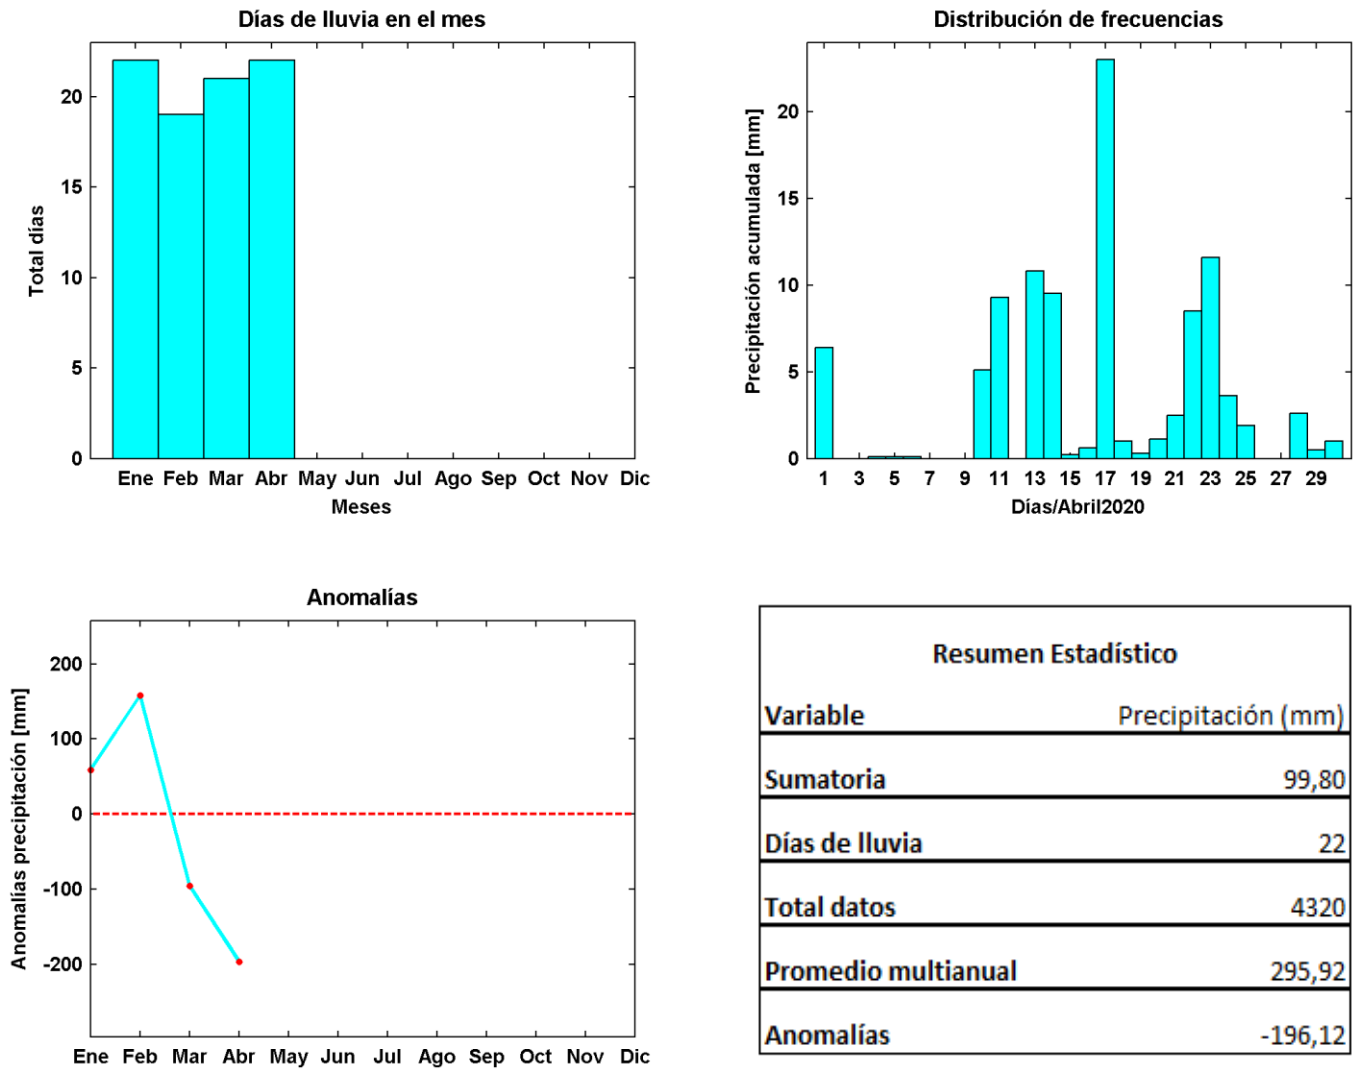 Días de lluvia en el mes
Total días
20
15
10
5
0
Ene Feb Mar Abr May Jun Jul Ago Sep Oct Nov Dic
Meses
Distribución de frecuencias
Precipitación acumulada [mm]
20
15
10
5
0
1 3 5 7 9 11 13 15 17 19 21 23 25 27 29
Días/Abril2020
Anomalías
Anomalías precipitación [mm]
200
100
0
-100
-200
Ene Feb Mar Abr May Jun Jul Ago Sep Oct Nov Dic
Resumen Estadístico
Variable Precipitación (mm)
Sumatoria 99,80
Días de lluvia 22
Total datos 4320
Promedio multianual 295,92
Anomalías -196,12